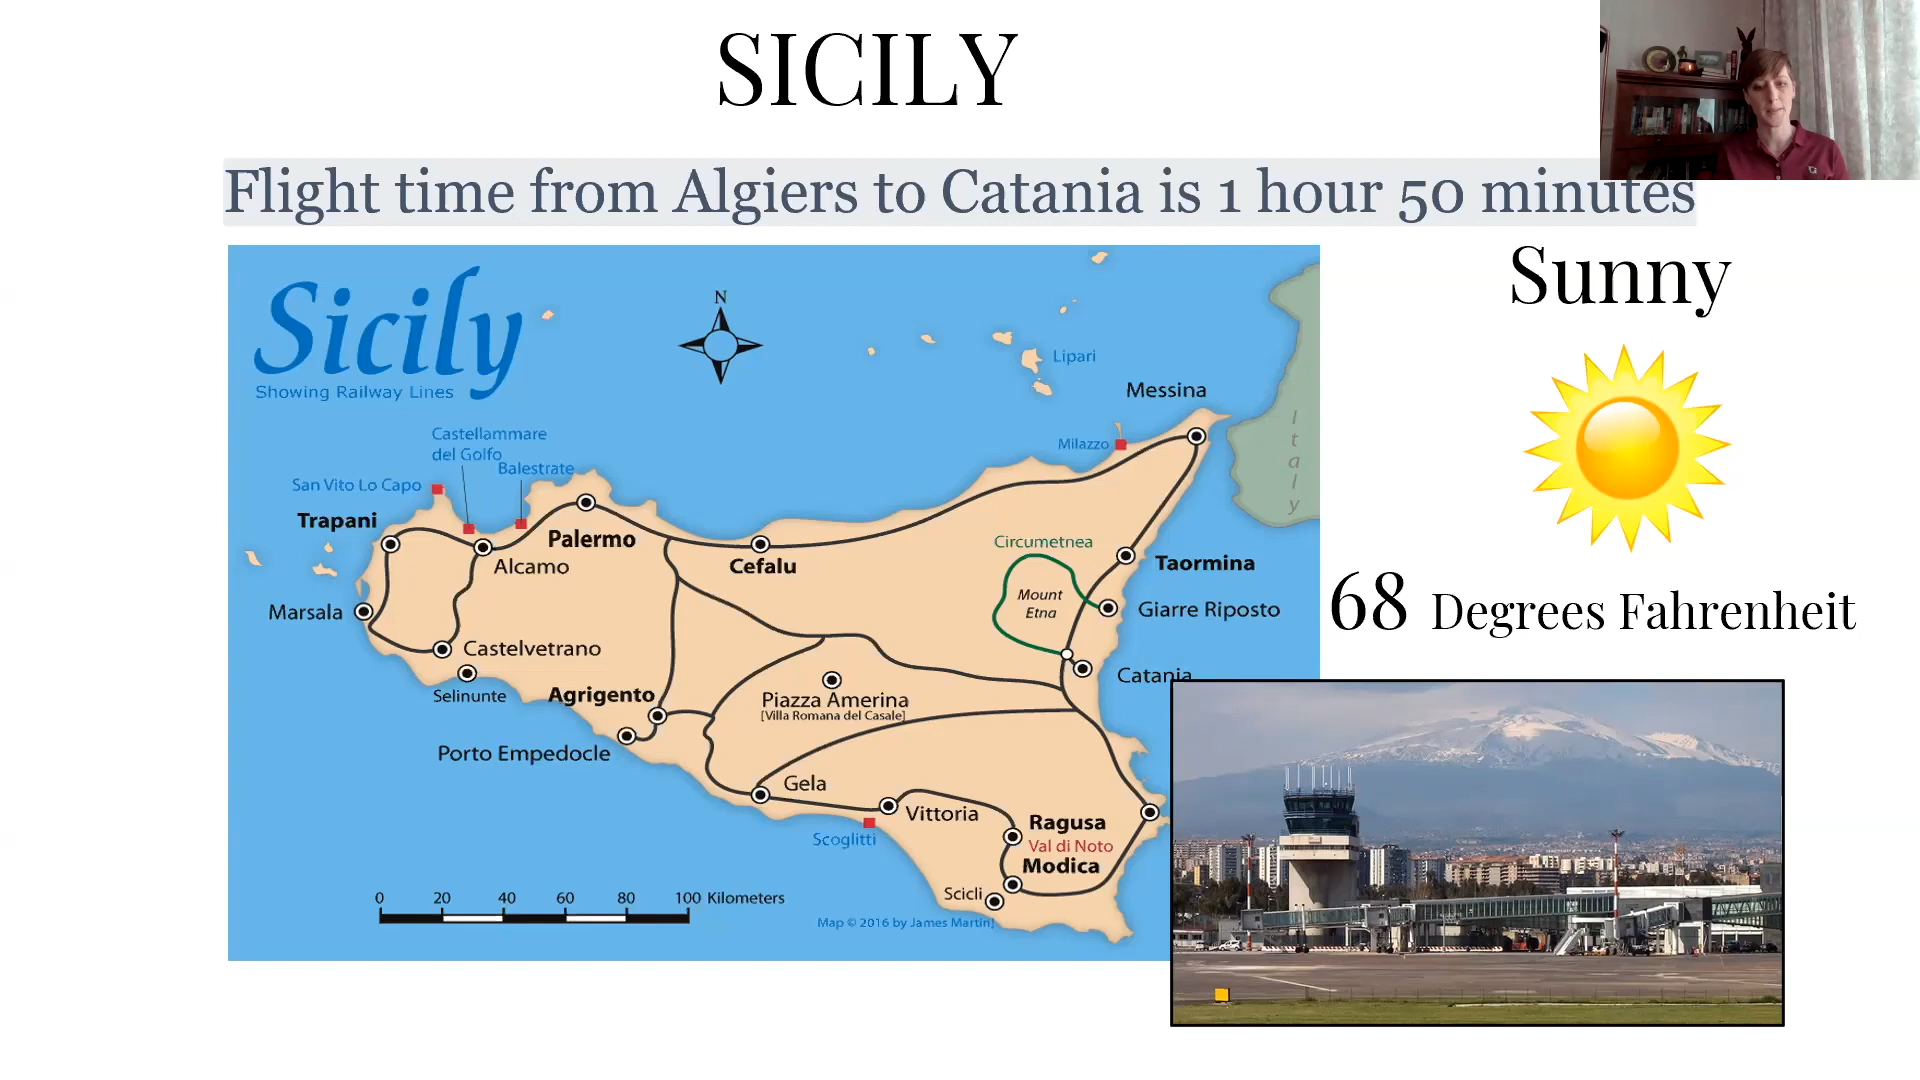 SICILY
Flight time from Algiers to Catania is 1 hour 50 minutes
Sunny
68 Degrees Fahrenheit
Sicily
Showing Railway Lines
N
Lipari
Messina
Milazzo
Italy
Castellammare
del Golfo
Balestrate
San Vito Lo Capo
Trapani
Palermo
Alcamo
Cefalu
Circumetnea
Taormina
Mount
Etna
Giarre Riposto
Marsala
Castelvetrano
Selinunte
Agrigento
Catania
Piazza Amerina
[Villa Romana del Casale]
Porto Empedocle
Gela
Vittoria
Scoglitti
Ragusa
Val di Noto
Modica
Scicli
0 20 40 60 80 100 Kilometers
Map © 2016 by James Martin